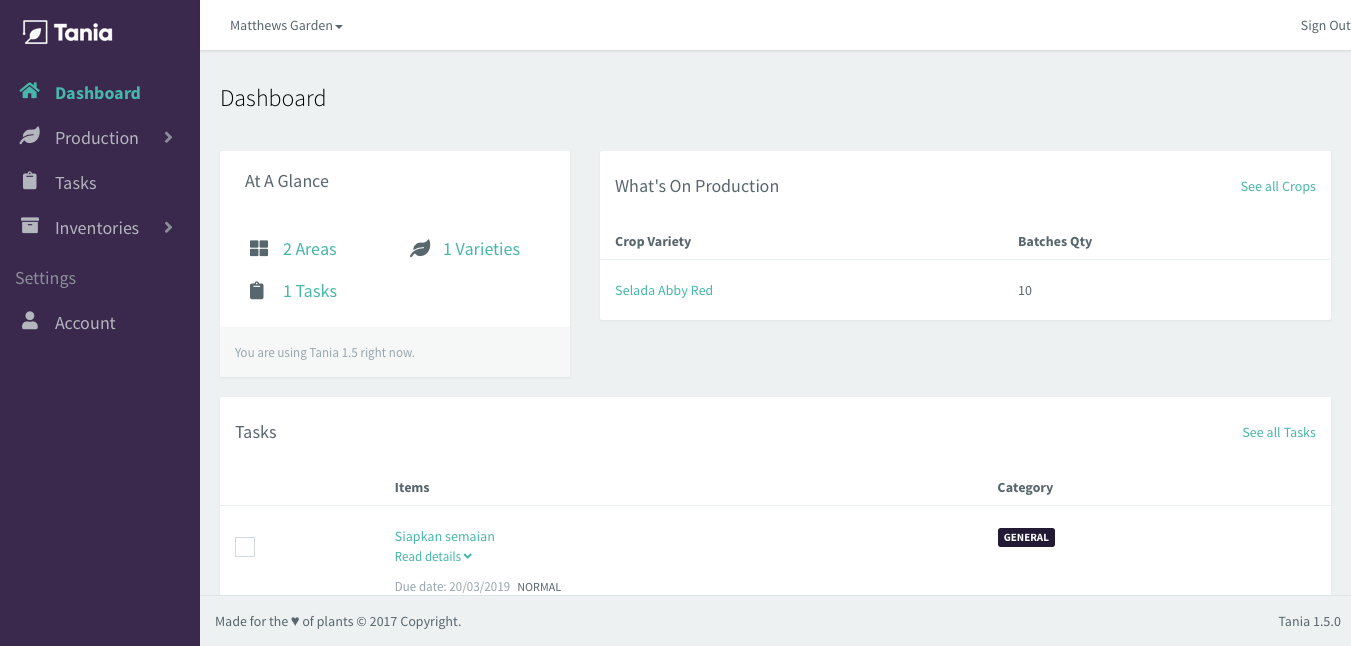 Tania
Matthews Garden
Sign Out
Dashboard
Production
Tasks
Inventories
Settings
Account
Dashboard
At A Glance
2 Areas
1 Varieties
1 Tasks
You are using Tania 1.5 right now.
What's On Production
See all Crops
Crop Variety
Batches Qty
Selada Abby Red
10
Tasks
See all Tasks
Items
Category
Siapkan semaian
GENERAL
Read details
Due date: 20/03/2019 NORMAL
Made for the ♥ of plants © 2017 Copyright.
Tania 1.5.0